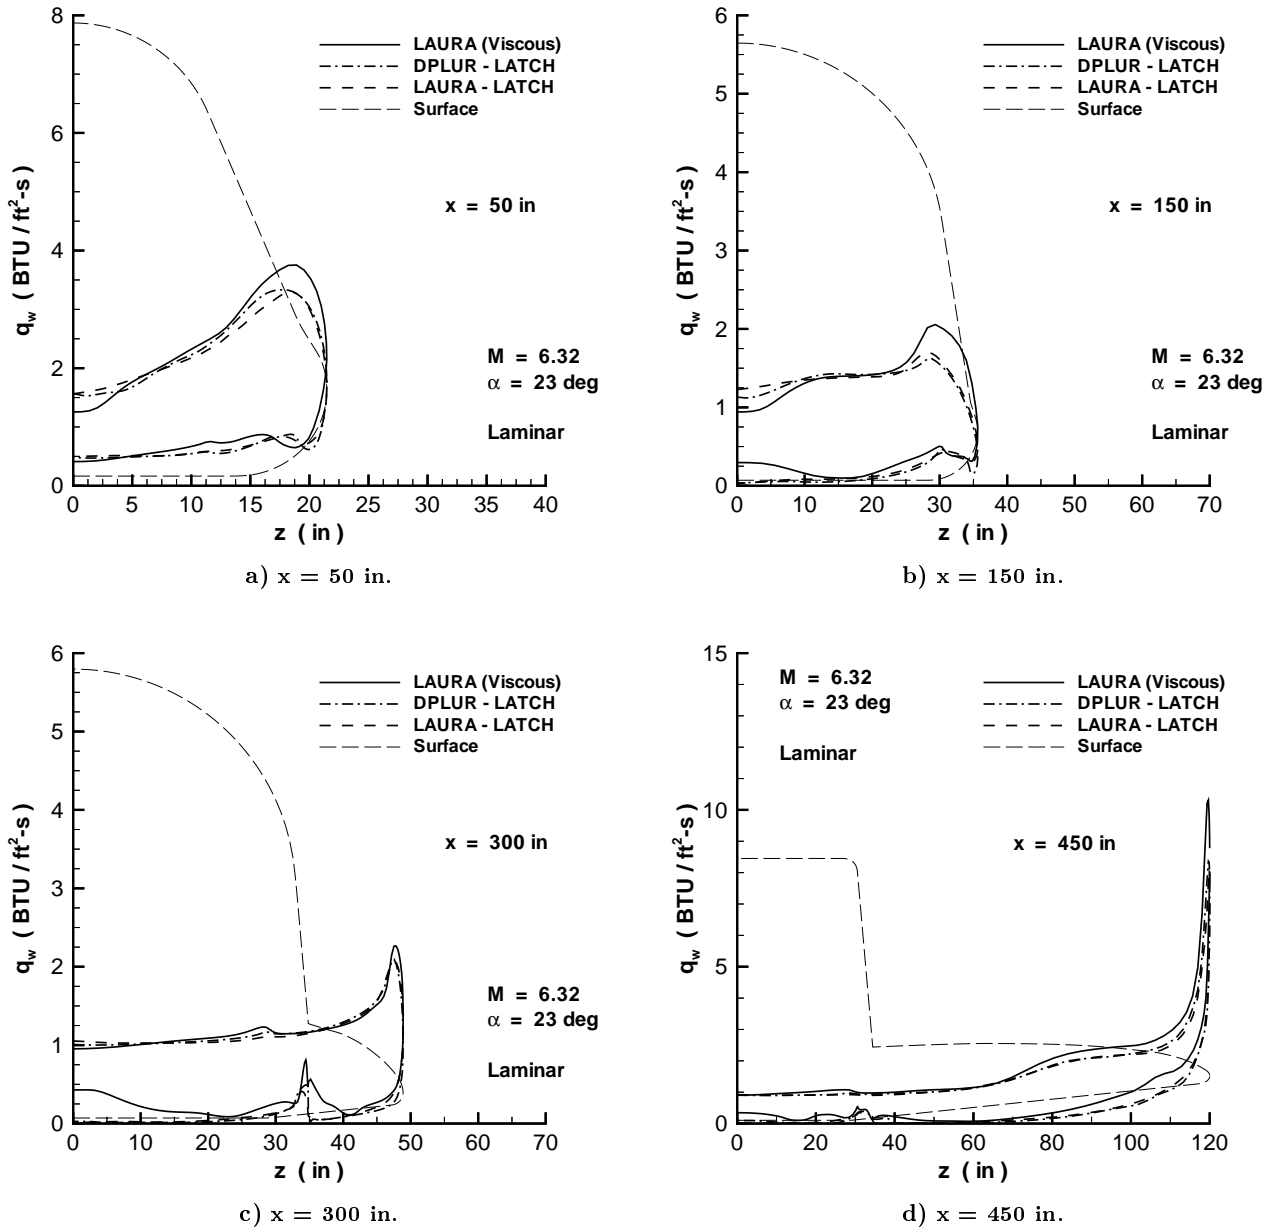 LAURA (Viscous)
DPLUR - LATCH
LAURA - LATCH
Surface
x = 50 in
M = 6.32
α = 23 deg
Laminar
q_w ( BTU / ft²-s )
8
6
4
2
0
0 5 10 15 20 25 30 35 40
z ( in )
a) x = 50 in.
LAURA (Viscous)
DPLUR - LATCH
LAURA - LATCH
Surface
x = 150 in
M = 6.32
α = 23 deg
Laminar
q_w ( BTU / ft²-s )
6
5
4
3
2
1
0
0 10 20 30 40 50 60 70
z ( in )
b) x = 150 in.
LAURA (Viscous)
DPLUR - LATCH
LAURA - LATCH
Surface
x = 300 in
M = 6.32
α = 23 deg
Laminar
q_w ( BTU / ft²-s )
6
5
4
3
2
1
0
0 10 20 30 40 50 60 70
z ( in )
c) x = 300 in.
M = 6.32
α = 23 deg
Laminar
LAURA (Viscous)
DPLUR - LATCH
LAURA - LATCH
Surface
x = 450 in
q_w ( BTU / ft²-s )
15
10
5
0
0 20 40 60 80 100 120
z ( in )
d) x = 450 in.